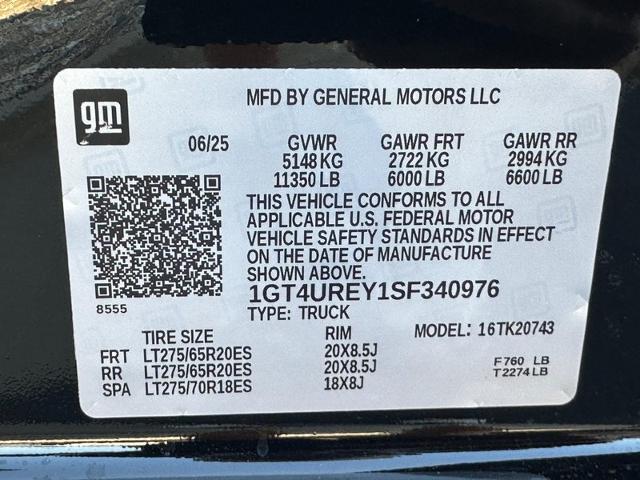 gm
MFD BY GENERAL MOTORS LLC
06/25 GVWR GAWR FRT GAWR RR
5148 KG 2722 KG 2994 KG
11350 LB 6000 LB 6600 LB
THIS VEHICLE CONFORMS TO ALL
APPLICABLE U.S. FEDERAL MOTOR
VEHICLE SAFETY STANDARDS IN EFFECT
ON THE DATE OF MANUFACTURE
SHOWN ABOVE.
1GT4UREY1SF340976
8555
TYPE: TRUCK
MODEL: 16TK20743
TIRE SIZE RIM
FRT LT275/65R20ES 20X8.5J
RR LT275/65R20ES 20X8.5J
SPA LT275/70R18ES 18X8J
F760 LB
T2274 LB